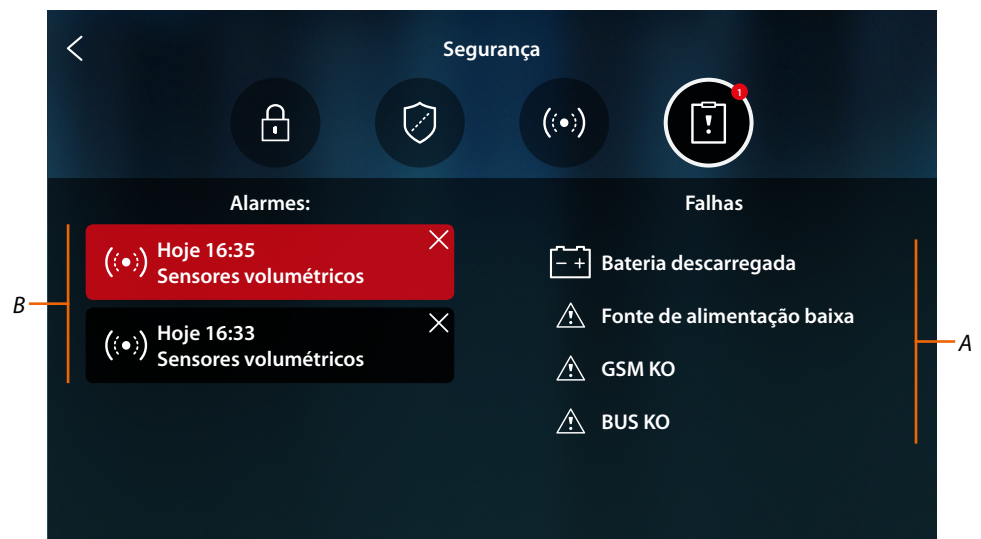 Segurança
1
Alarmes:
Hoje 16:35
Sensores volumétricos
Hoje 16:33
Sensores volumétricos
B
Falhas
Bateria descarregada
Fonte de alimentação baixa
GSM KO
BUS KO
A